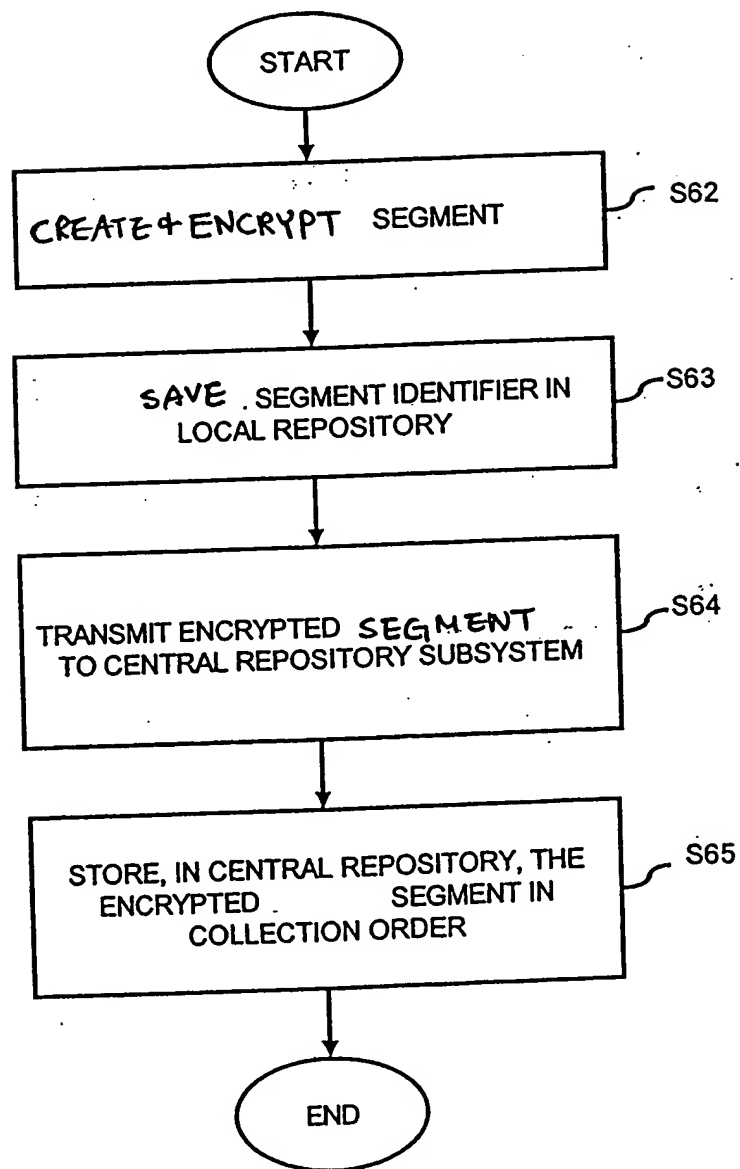 START
CREATE & ENCRYPT SEGMENT
S62
SAVE SEGMENT IDENTIFIER IN
LOCAL REPOSITORY
S63
TRANSMIT ENCRYPTED SEGMENT
TO CENTRAL REPOSITORY SUBSYSTEM
S64
STORE, IN CENTRAL REPOSITORY, THE
ENCRYPTED SEGMENT IN
COLLECTION ORDER
S65
END